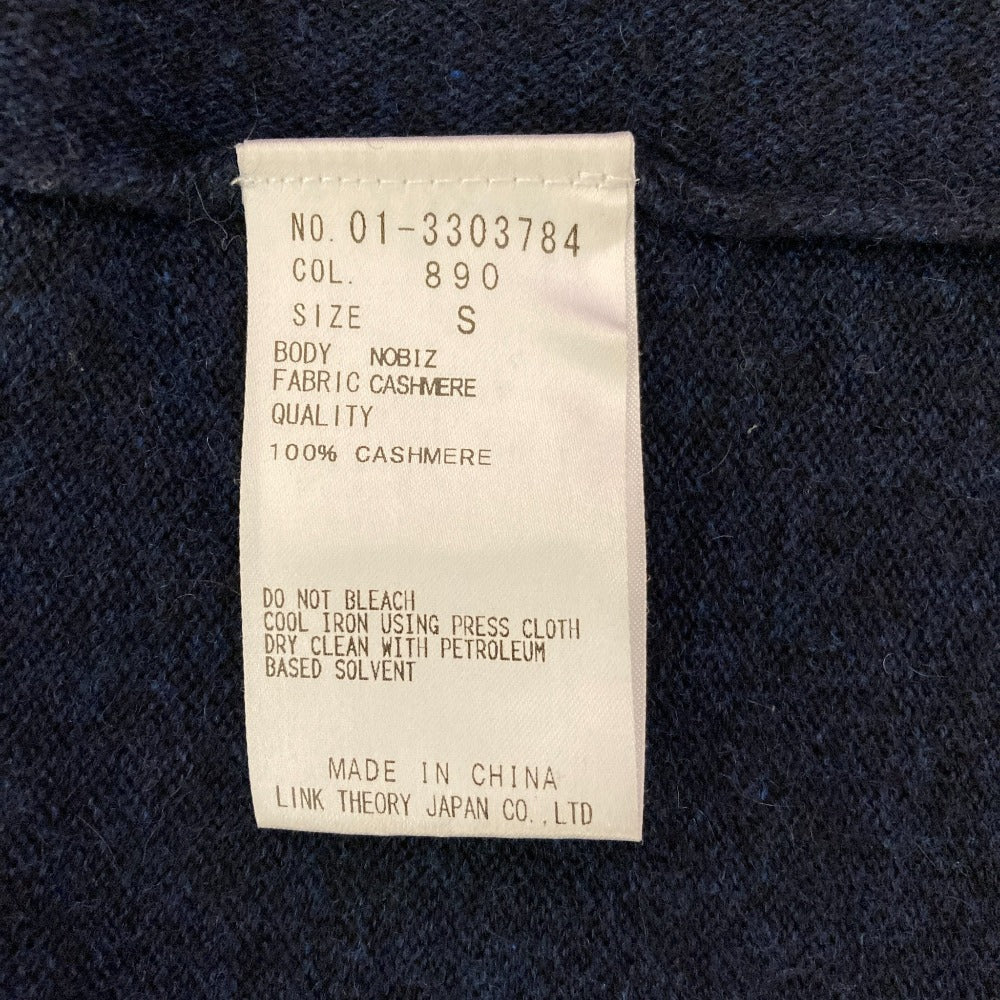 NO. 01-3303784
COL. 890
SIZE S
BODY NOBIZ
FABRIC CASHMERE
QUALITY
100% CASHMERE
DO NOT BLEACH
COOL IRON USING PRESS CLOTH
DRY CLEAN WITH PETROLEUM
BASED SOLVENT
MADE IN CHINA
LINK THEORY JAPAN CO.,LTD